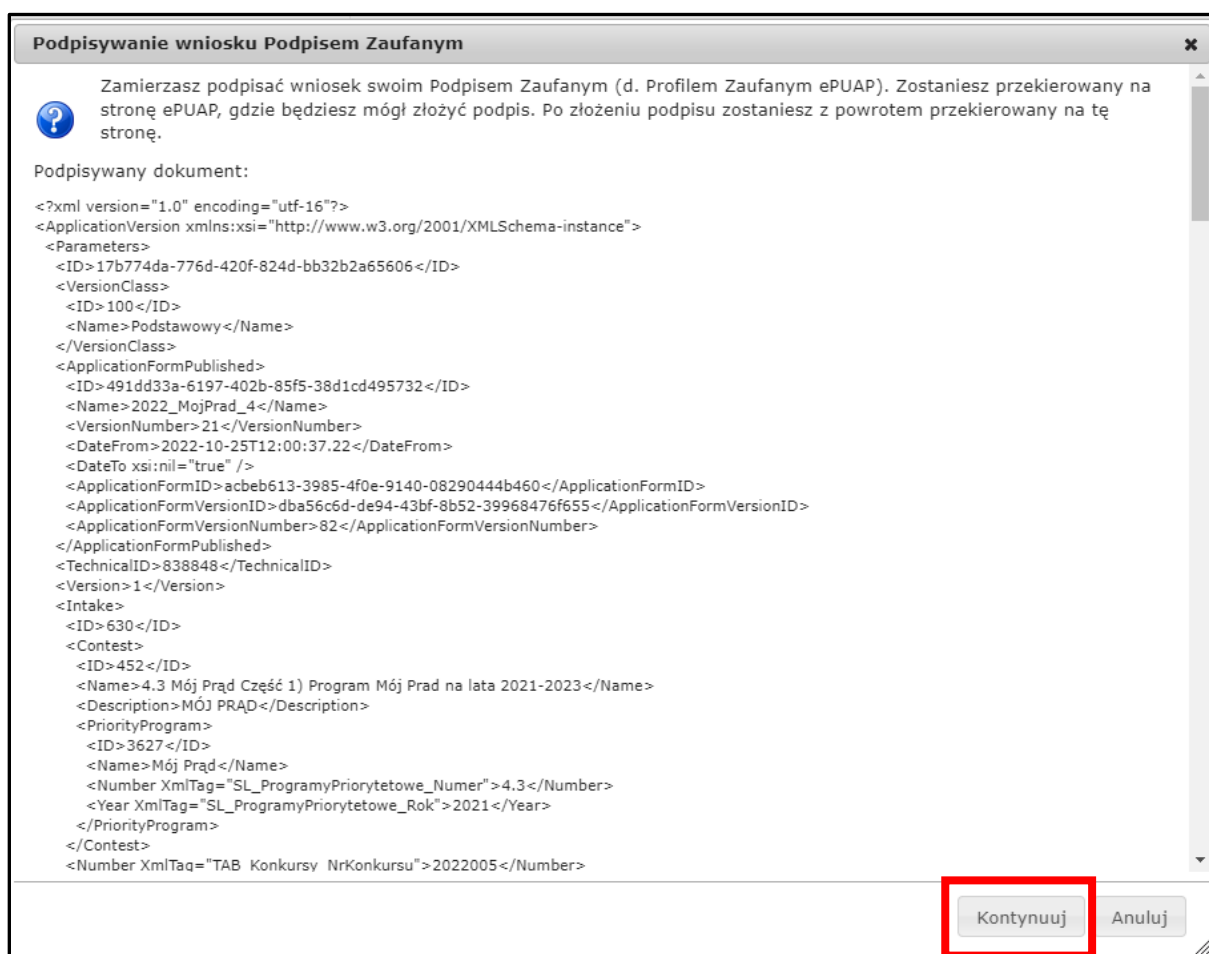 Podpisywanie wniosku Podpisem Zaufanym
Zamierzasz podpisać wniosek swoim Podpisem Zaufanym (d. Profilem Zaufanym ePUAP). Zostaniesz przekierowany na
stronę ePUAP, gdzie będziesz mógł złożyć podpis. Po złożeniu podpisu zostaniesz z powrotem przekierowany na tę
stronę.
Podpisywany dokument:
<?xml version="1.0" encoding="utf-16"?>
<ApplicationVersion xmlns:xsi="http://www.w3.org/2001/XMLSchema-instance">
<Parameters>
<ID>17b774da-776d-420f-824d-bb32b2a65606</ID>
<VersionClass>
<ID>100</ID>
<Name>Podstawowy</Name>
</VersionClass>
<ApplicationFormPublished>
<ID>491dd33a-6197-402b-85f5-38d1cd495732</ID>
<Name>2022_MojPrad_4</Name>
<VersionNumber>21</VersionNumber>
<DateFrom>2022-10-25T12:00:37.22</DateFrom>
<DateTo xsi:nil="true" />
<ApplicationFormID>acbeb613-3985-4f0e-9140-08290444b460</ApplicationFormID>
<ApplicationFormVersionID>dba56c6d-de94-43bf-8b52-39968476f655</ApplicationFormVersionID>
<ApplicationFormVersionNumber>82</ApplicationFormVersionNumber>
</ApplicationFormPublished>
<TechnicalID>838848</TechnicalID>
<Version>1</Version>
<Intake>
<ID>630</ID>
<Contest>
<ID>452</ID>
<Name>4.3 Mój Prąd Część 1) Program Mój Prad na lata 2021-2023</Name>
<Description>MÓJ PRĄD</Description>
<PriorityProgram>
<ID>3627</ID>
<Name>Mój Prąd</Name>
<Number XmlTag="SL_ProgramyPriorytetowe_Numer">4.3</Number>
<Year XmlTag="SL_ProgramyPriorytetowe_Rok">2021</Year>
</PriorityProgram>
</Contest>
<Number XmlTag="TAB_Konkursy_NrKonkursu">2022005</Number>
Kontynuuj
Anuluj